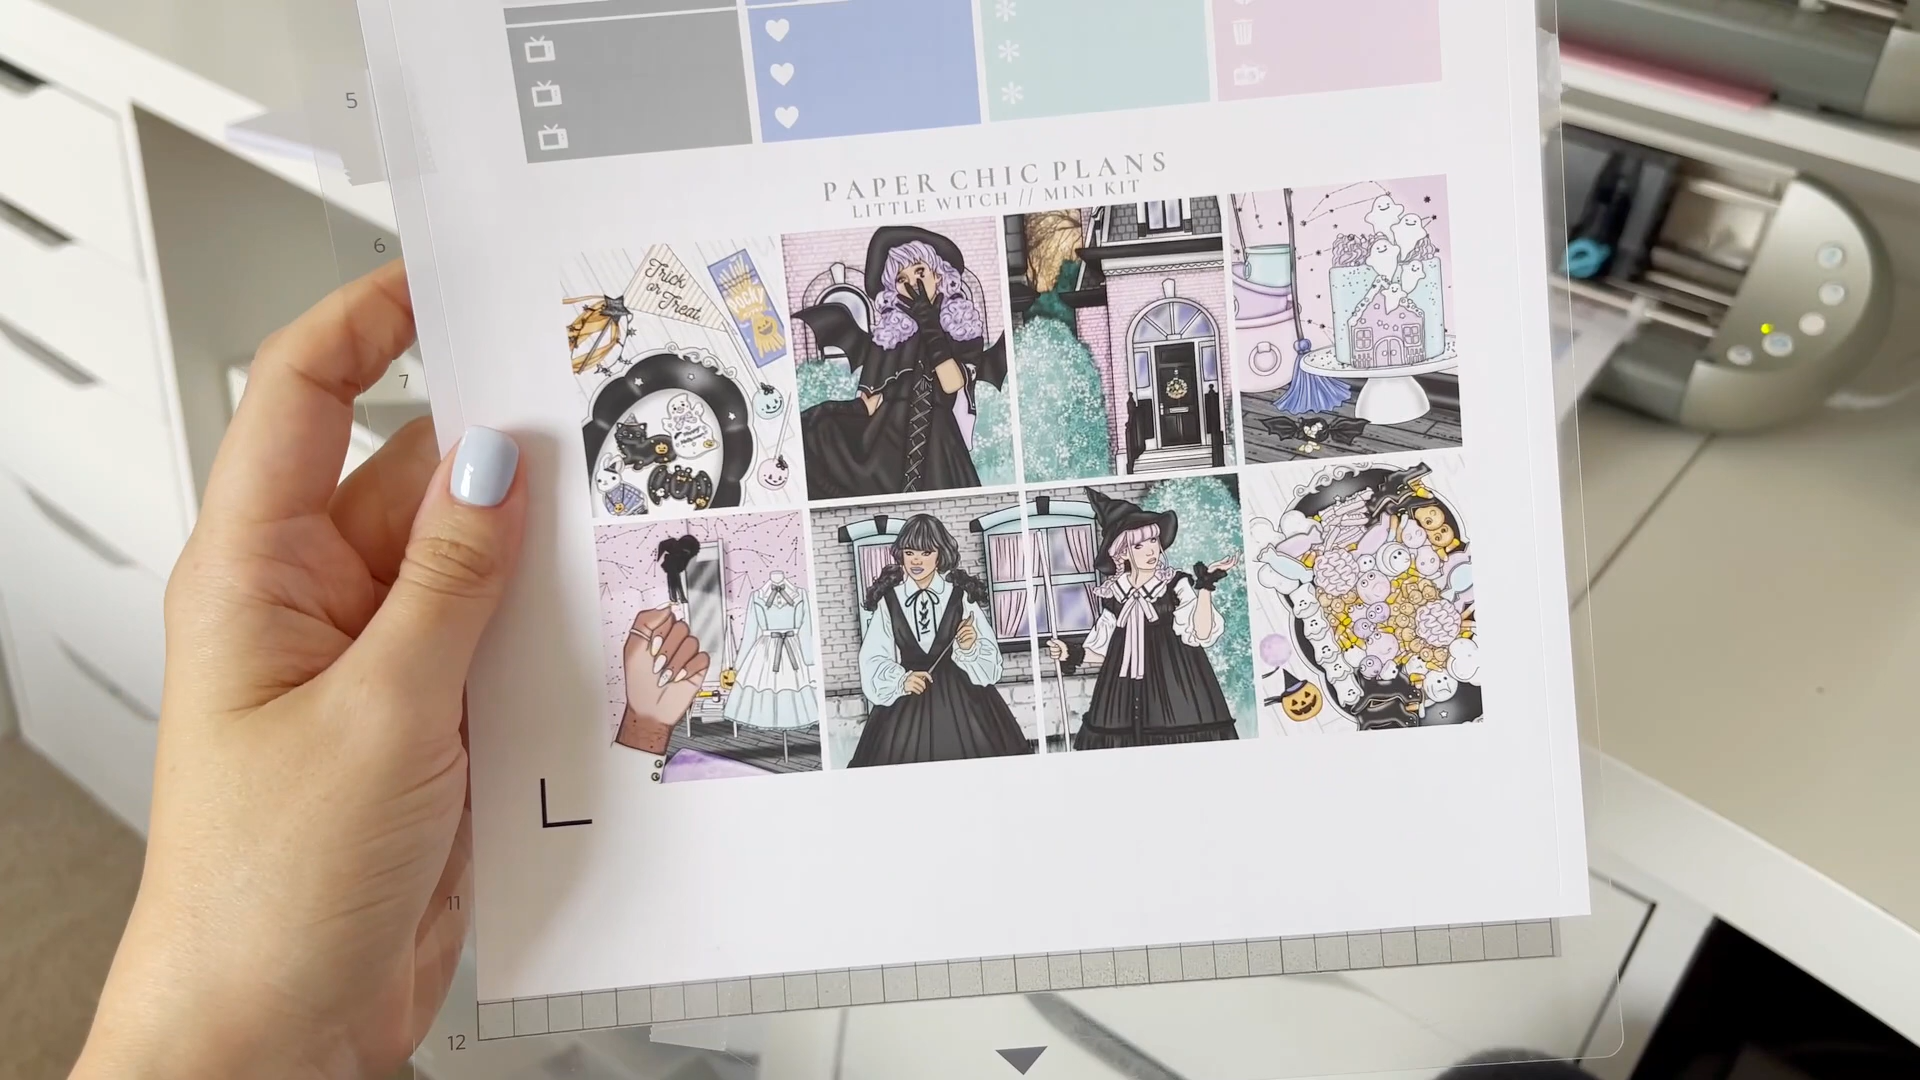 5
PAPER CHIC PLANS
LITTLE WITCH // MINI KIT
6
Trick
or Treat
7
11
12